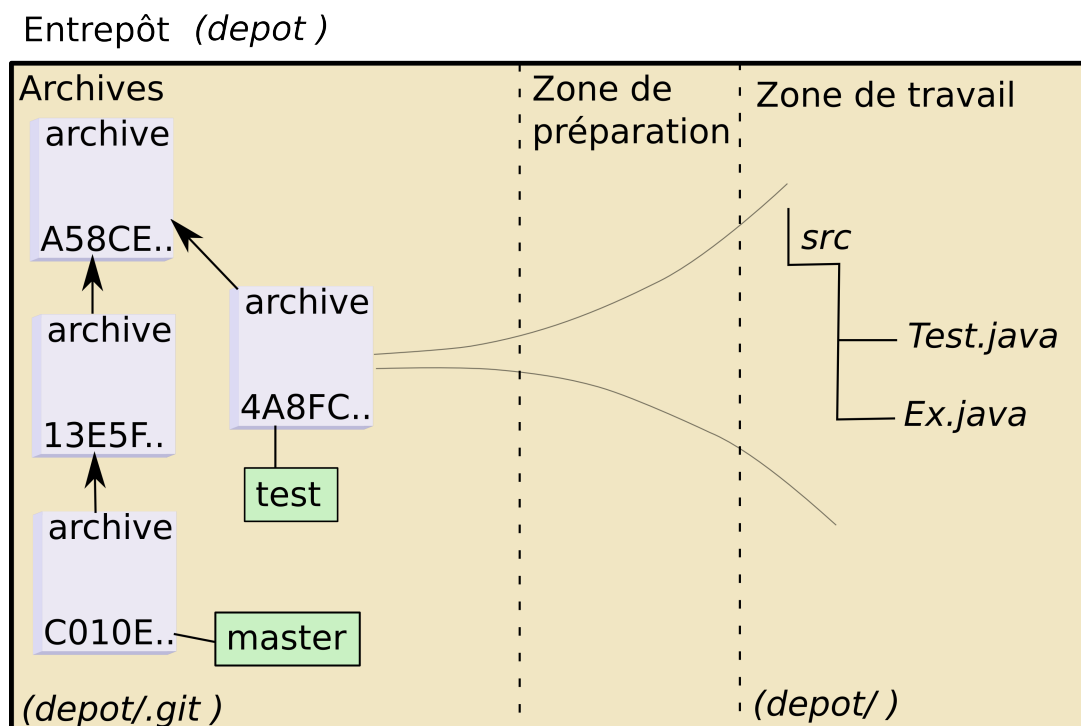 Entrepôt (depot )
Archives
Zone de
préparation
Zone de travail
archive
A58CE..
archive
13E5F..
archive
C010E..
archive
4A8FC..
test
master
src
Test.java
Ex.java
(depot/.git )
(depot/ )